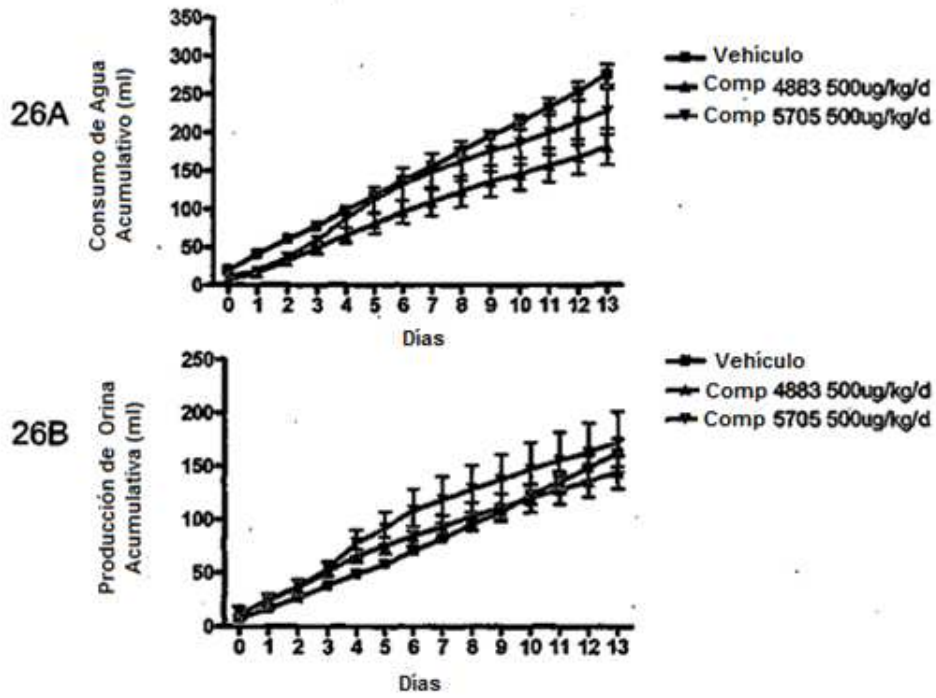 26A
Consumo de Agua
Acumulativo (ml)
350
300
250
200
150
100
50
0
0 1 2 3 4 5 6 7 8 9 10 11 12 13
Días
Vehículo
Comp 4883 500ug/kg/d
Comp 5705 500ug/kg/d
26B
Producción de Orina
Acumulativa (ml)
250
200
150
100
50
0
0 1 2 3 4 5 6 7 8 9 10 11 12 13
Días
Vehículo
Comp 4883 500ug/kg/d
Comp 5705 500ug/kg/d